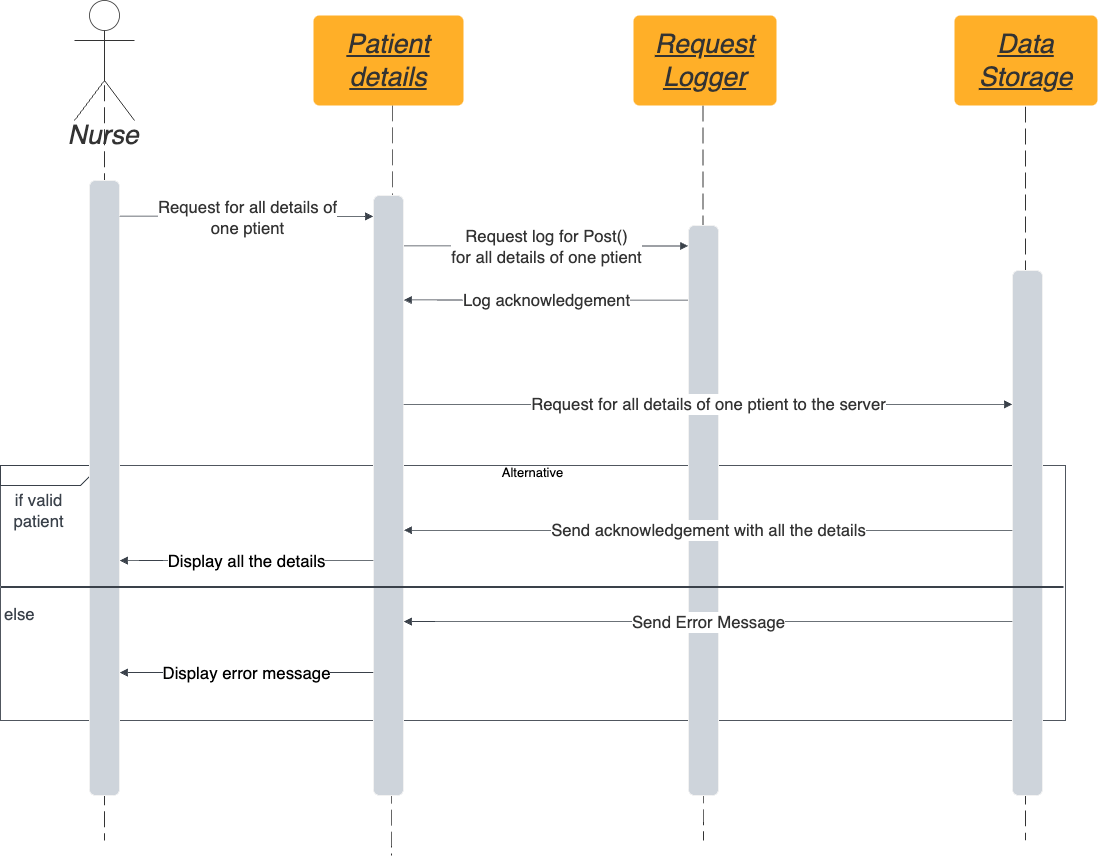 Patient
details
Request
Logger
Data
Storage
Nurse
Request for all details of
one ptient
Request log for Post()
for all details of one ptient
Log acknowledgement
Request for all details of one ptient to the server
Alternative
if valid
patient
Send acknowledgement with all the details
Display all the details
else
Send Error Message
Display error message